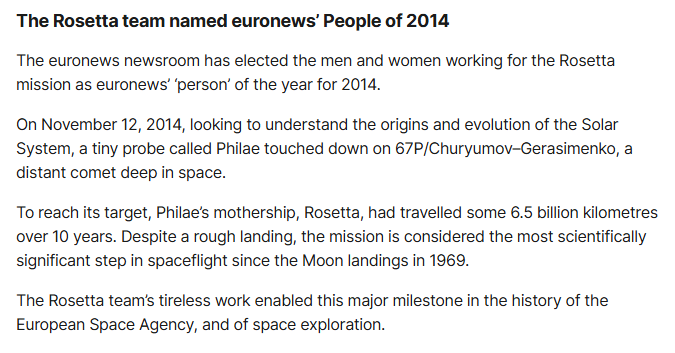 The Rosetta team named euronews’ People of 2014
The euronews newsroom has elected the men and women working for the Rosetta
mission as euronews’ ‘person’ of the year for 2014.
On November 12, 2014, looking to understand the origins and evolution of the Solar
System, a tiny probe called Philae touched down on 67P/Churyumov–Gerasimenko, a
distant comet deep in space.
To reach its target, Philae’s mothership, Rosetta, had travelled some 6.5 billion kilometres
over 10 years. Despite a rough landing, the mission is considered the most scientifically
significant step in spaceflight since the Moon landings in 1969.
The Rosetta team’s tireless work enabled this major milestone in the history of the
European Space Agency, and of space exploration.